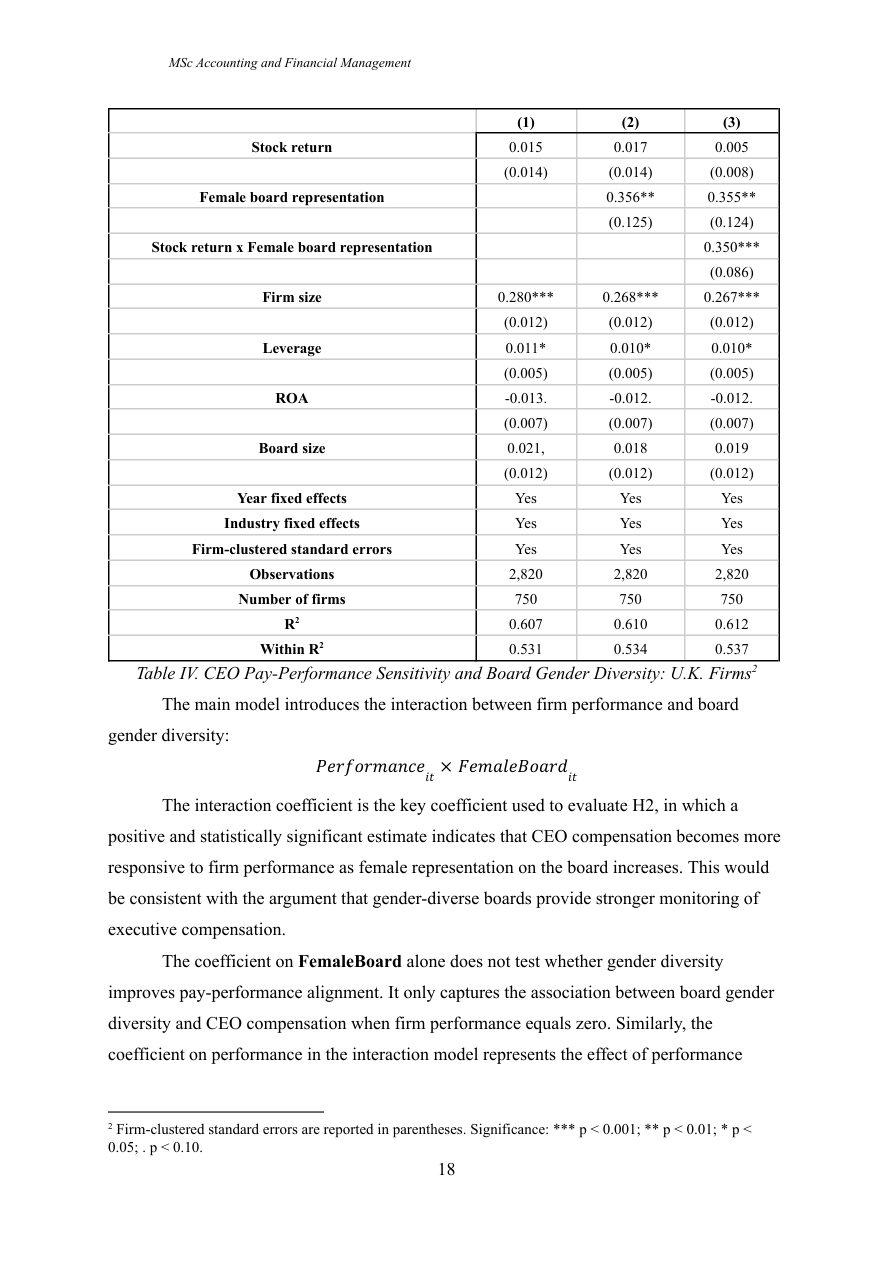 MSc Accounting and Financial Management
(1) (2) (3)
Stock return 0.015 0.017 0.005
(0.014) (0.014) (0.008)
Female board representation 0.356** 0.355**
(0.125) (0.124)
Stock return x Female board representation 0.350***
(0.086)
Firm size 0.280*** 0.268*** 0.267***
(0.012) (0.012) (0.012)
Leverage 0.011* 0.010* 0.010*
(0.005) (0.005) (0.005)
ROA -0.013. -0.012. -0.012.
(0.007) (0.007) (0.007)
Board size 0.021, 0.018 0.019
(0.012) (0.012) (0.012)
Year fixed effects Yes Yes Yes
Industry fixed effects Yes Yes Yes
Firm-clustered standard errors Yes Yes Yes
Observations 2,820 2,820 2,820
Number of firms 750 750 750
R² 0.607 0.610 0.612
Within R² 0.531 0.534 0.537
Table IV. CEO Pay-Performance Sensitivity and Board Gender Diversity: U.K. Firms²
The main model introduces the interaction between firm performance and board
gender diversity:
Performance_it × FemaleBoard_it
The interaction coefficient is the key coefficient used to evaluate H2, in which a
positive and statistically significant estimate indicates that CEO compensation becomes more
responsive to firm performance as female representation on the board increases. This would
be consistent with the argument that gender-diverse boards provide stronger monitoring of
executive compensation.
The coefficient on FemaleBoard alone does not test whether gender diversity
improves pay-performance alignment. It only captures the association between board gender
diversity and CEO compensation when firm performance equals zero. Similarly, the
coefficient on performance in the interaction model represents the effect of performance
² Firm-clustered standard errors are reported in parentheses. Significance: *** p < 0.001; ** p < 0.01; * p <
0.05; . p < 0.10.
18